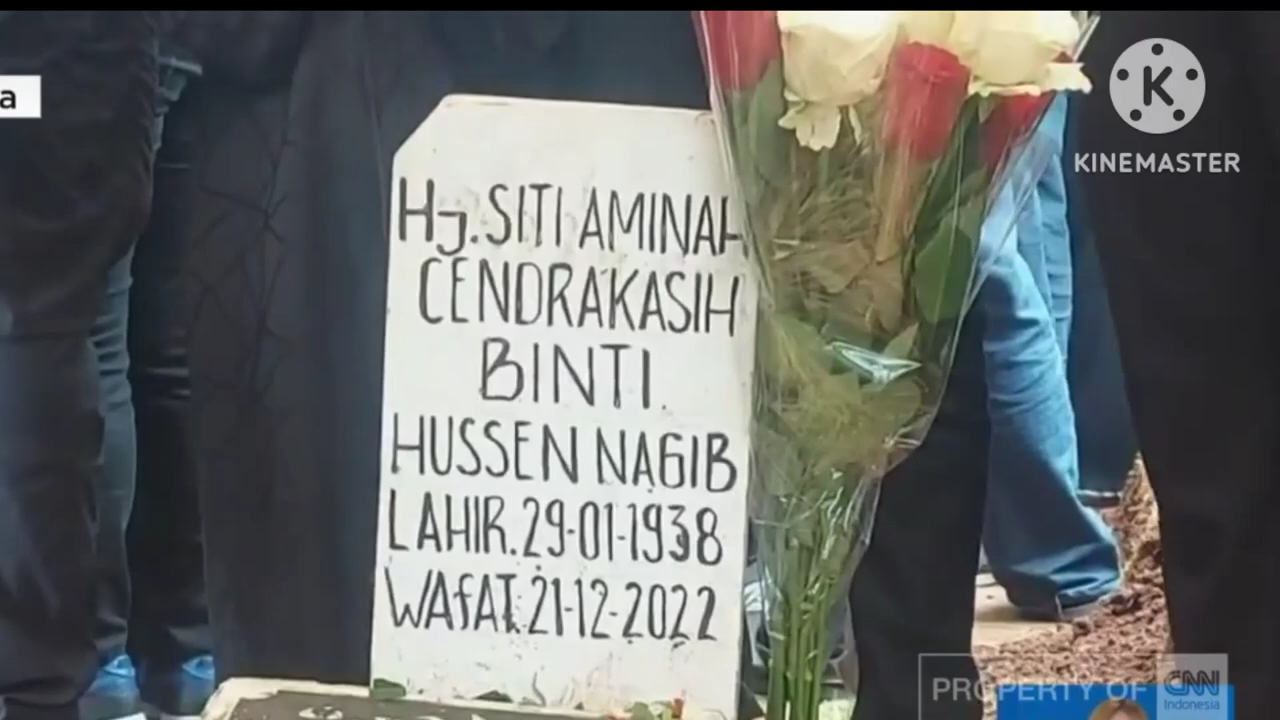 a
K
KINEMASTER
Hj. SITI AMINAH
CENDRAKASIH
BINTI
HUSSEN NAGIB
LAHIR. 29-01-1938
WAfAT. 21-12-2022
PROPERTY OF CNN
Indonesia